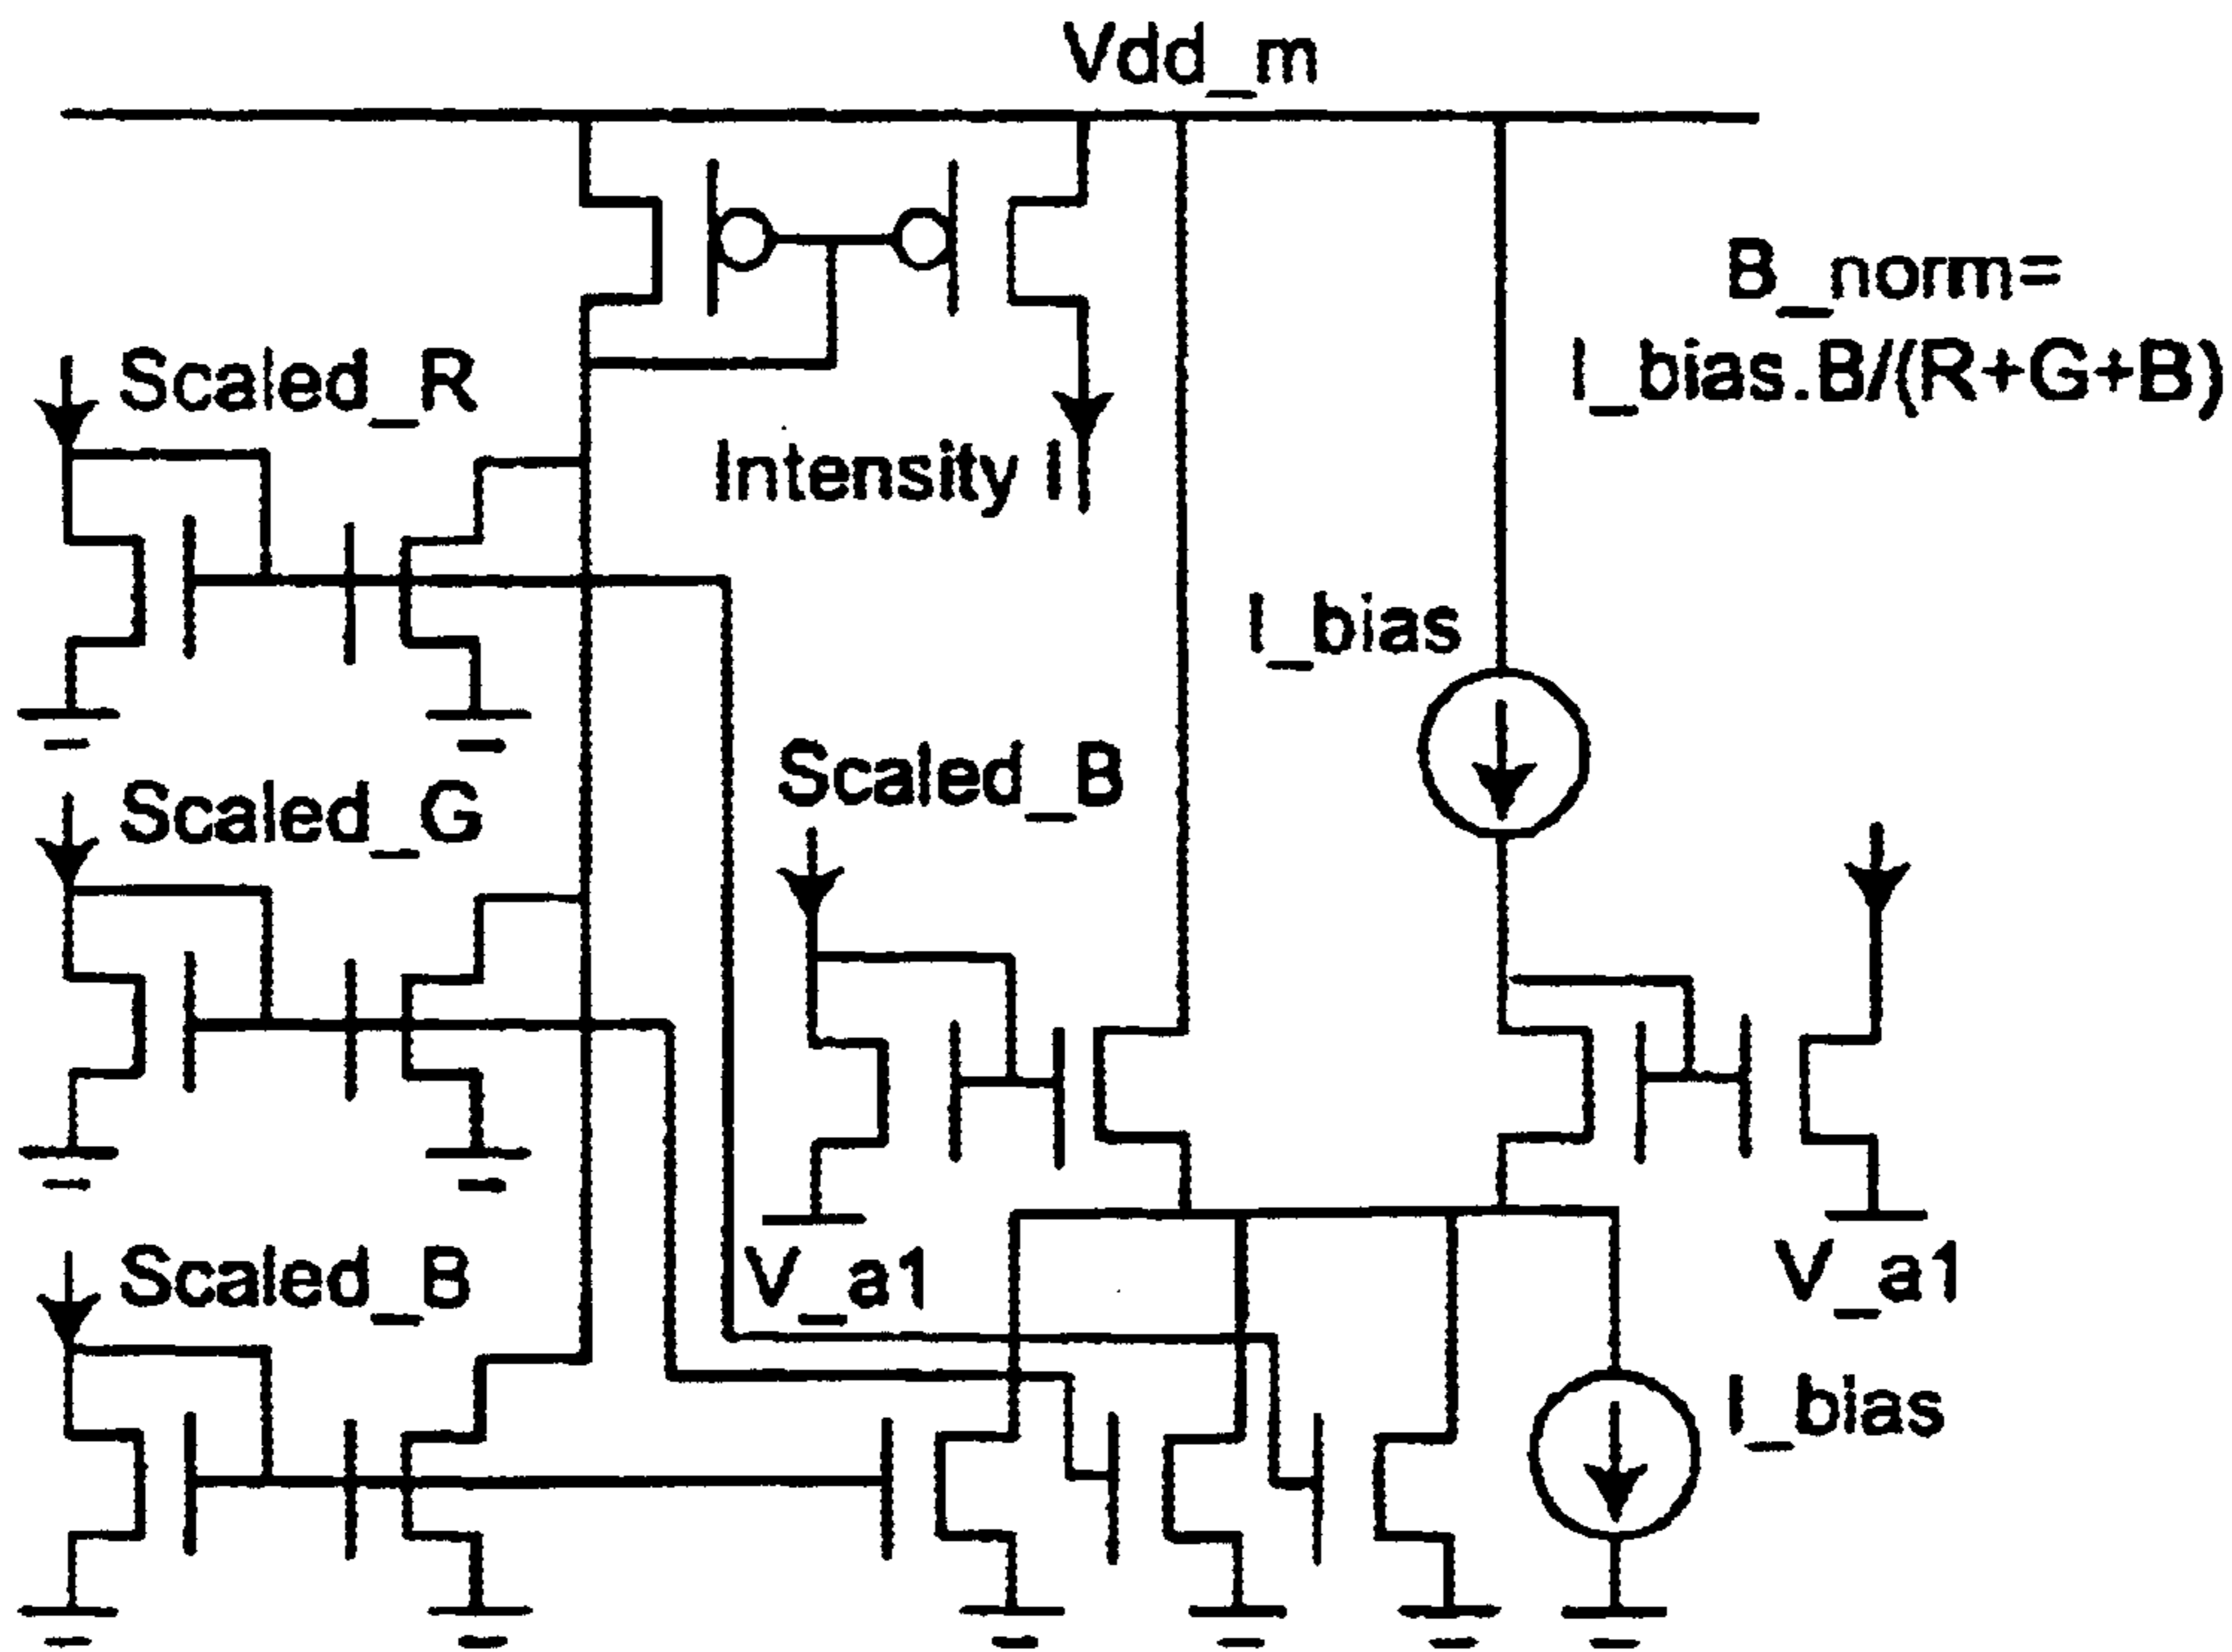 Vdd_m
B_norm=
I_bias.B/(R+G+B)
Scaled_R
Intensity I
I_bias
Scaled_B
Scaled_G
Scaled_B
V_a1
V_a1
I_bias